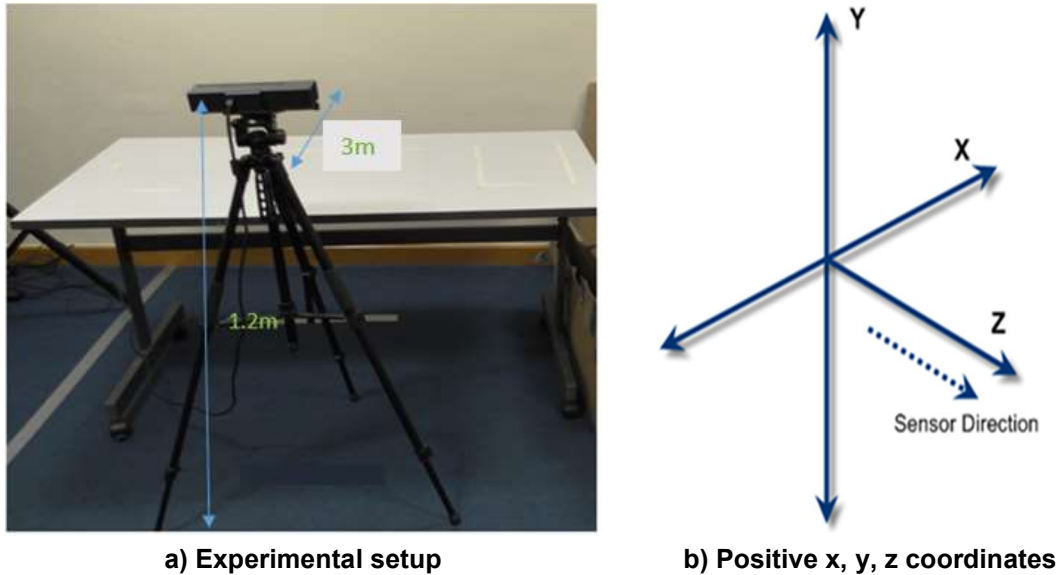 3m
1.2m
Y
X
Z
Sensor Direction
a) Experimental setup
b) Positive x, y, z coordinates